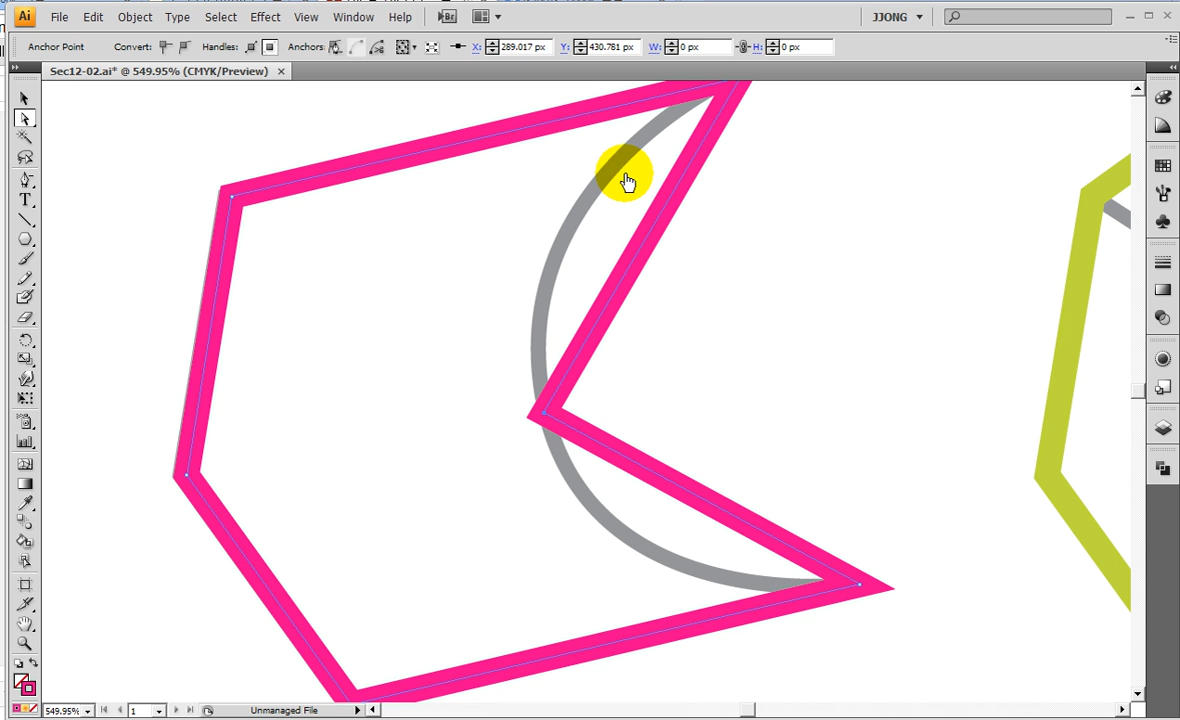 Ai File Edit Object Type Select Effect View Window Help Br JJONG
Anchor Point Convert: Handles: Anchors: X: 289.017 px Y: 430.781 px W: 0 px H: 0 px
Sec12-02.ai* @ 549.95% (CMYK/Preview)
T
549.95% 1 Unmanaged File